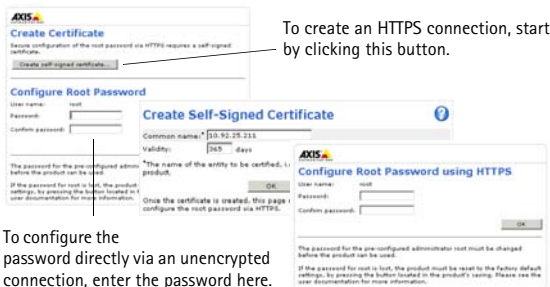 AXIS
Create Certificate
Secure configuration of the root password via HTTPS requires a self-signed
certificate.
Create self-signed certificate...
Configure Root Password
User name: root
Password:
Confirm password:
The password for the pre-configured admin
before the product can be used.
If the password for root is lost, the product
settings, by pressing the button located in t
user documentation for more information.
To create an HTTPS connection, start
by clicking this button.
Create Self-Signed Certificate
?
Common name:* 10.92.25.211
Validity: 365 days
*The name of the entity to be certified, i.
product.
OK
Once the certificate is created, this page
configure the root password via HTTPS.
AXIS
Configure Root Password using HTTPS
User name: root
Password:
Confirm password:
OK
The password for the pre-configured administrator root must be changed
before the product can be used.
If the password for root is lost, the product must be reset to the factory default
settings, by pressing the button located in the product's casing. Please see the
user documentation for more information.
To configure the
password directly via an unencrypted
connection, enter the password here.